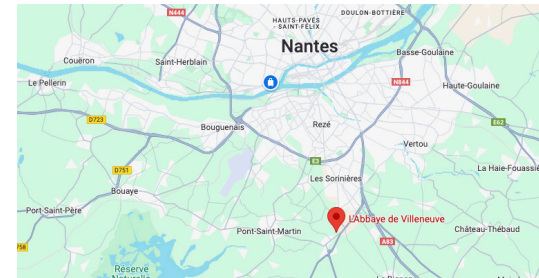 N444
HAUTS-PAVÉS
- SAINT-FÉLIX
DOULON-BOTTIÈRE
Nantes
Basse-Goulaine
Couëron
Saint-Herblain
Le Pellerin
N844
Haute-Goulaine
D723
Bouguenais
Rezé
E62
Vertou
E3
D751
La Haie-Fouassiè
Les Sorinières
Bouaye
Port-Saint-Père
L'Abbaye de Villeneuve
Pont-Saint-Martin
Château-Thébaud
A83
758
Réserve